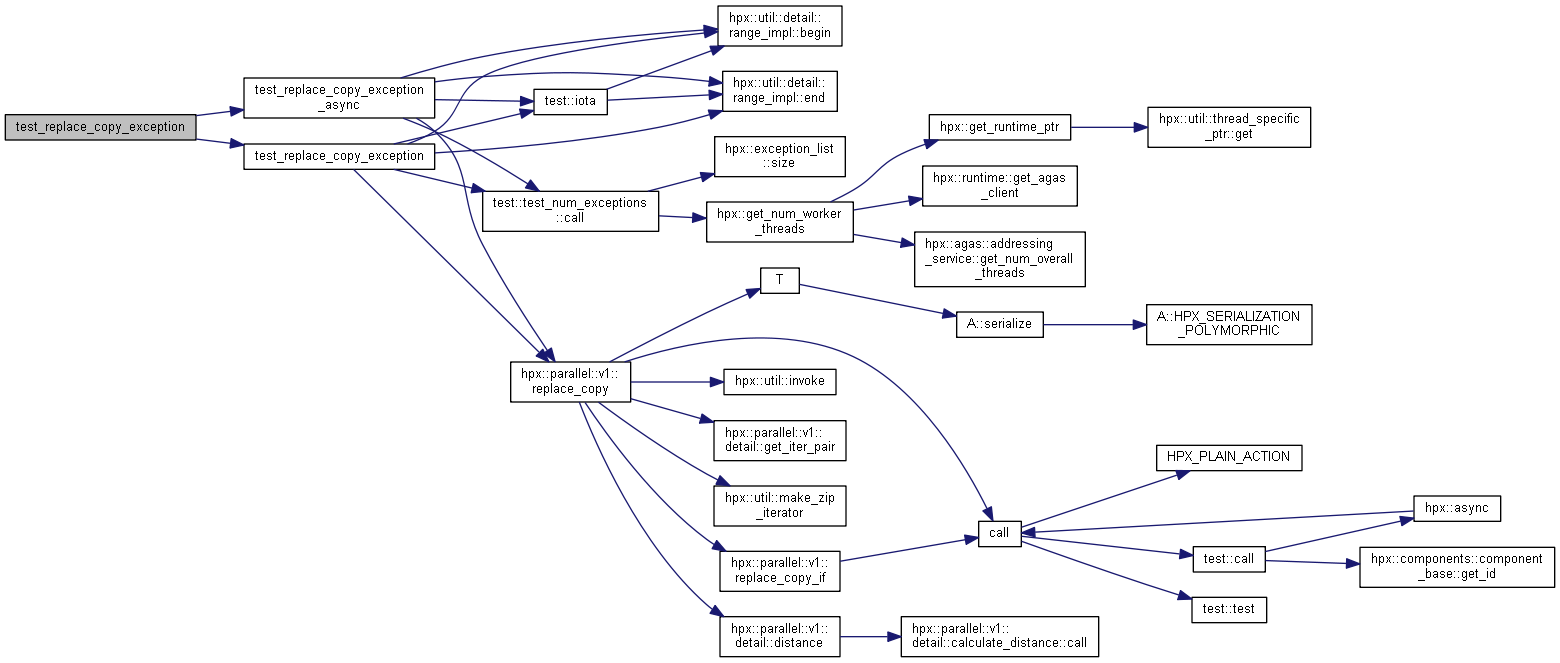 test_replace_copy_exception
test_replace_copy_exception
_async
test_replace_copy_exception
hpx::util::detail::
range_impl::begin
hpx::util::detail::
range_impl::end
test::iota
hpx::exception_list
::size
test::test_num_exceptions
::call
hpx::get_num_worker
_threads
hpx::get_runtime_ptr
hpx::util::thread_specific
_ptr::get
hpx::runtime::get_agas
_client
hpx::agas::addressing
_service::get_num_overall
_threads
T
A::serialize
A::HPX_SERIALIZATION
_POLYMORPHIC
hpx::parallel::v1::
replace_copy
hpx::util::invoke
hpx::parallel::v1::
detail::get_iter_pair
hpx::util::make_zip
_iterator
hpx::parallel::v1::
replace_copy_if
hpx::parallel::v1::
detail::distance
hpx::parallel::v1::
detail::calculate_distance::call
call
HPX_PLAIN_ACTION
test::call
test::test
hpx::async
hpx::components::component
_base::get_id